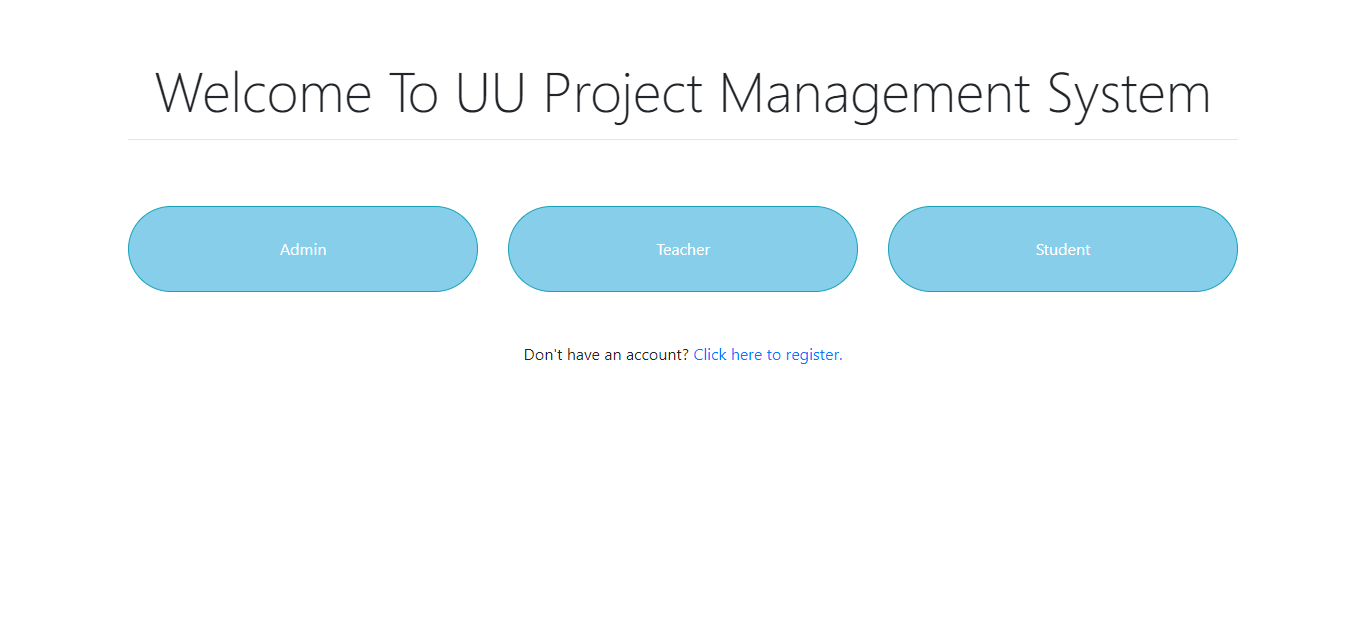 Welcome To UU Project Management System
Admin
Teacher
Student
Don't have an account? Click here to register.